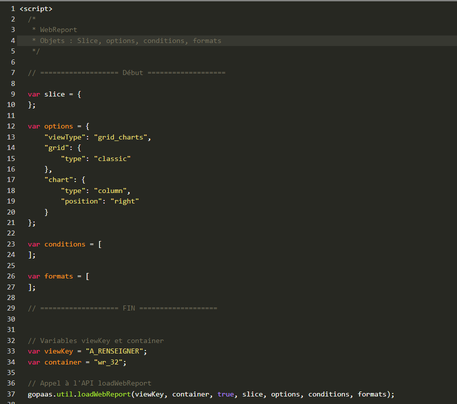 1 <script>
2 /*
3 * WebReport
4 * Objets : Slice, options, conditions, formats
5 */
6
7 // =================== Début ===================
8
9 var slice = {
10 };
11
12 var options = {
13 "viewType": "grid_charts",
14 "grid": {
15 "type": "classic"
16 },
17 "chart": {
18 "type": "column",
19 "position": "right"
20 }
21 };
22
23 var conditions = [
24 ];
25
26 var formats = [
27 ];
28
29 // =================== FIN ===================
30
31
32 // Variables viewKey et container
33 var viewKey = "A_RENSEIGNER";
34 var container = "wr_32";
35
36 // Appel à l'API loadWebReport
37 gopaas.util.loadWebReport(viewKey, container, true, slice, options, conditions, formats);